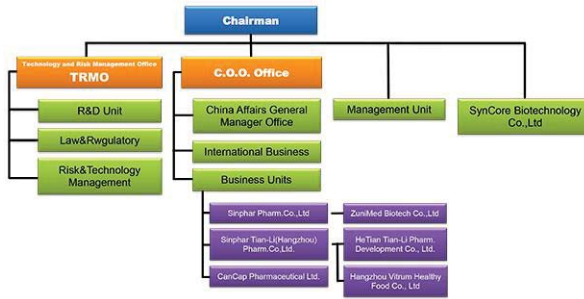 Chairman
Technology and Risk Management Office
TRMO
C.O.O. Office
R&D Unit
China Affairs General
Manager Office
Management Unit
SynCore Biotechnology
Co.,Ltd
Law&Rwgulatory
International Business
Risk&Technology
Management
Business Units
Sinphar Pharm.Co.,Ltd
ZuniMed Biotech Co.,Ltd
Sinphar Tian-Li(Hangzhou)
Pharm.Co,Ltd.
HeTian Tian-Li Pharm.
Development Co., Ltd.
CanCap Pharmaceutical Ltd.
Hangzhou Vitrum Healthy
Food Co., Ltd